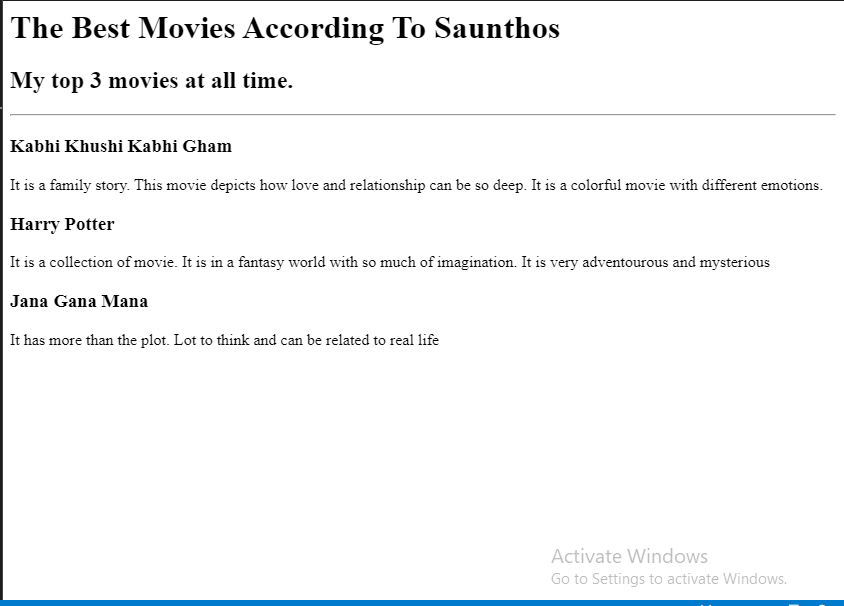 The Best Movies According To Saunthos
My top 3 movies at all time.
Kabhi Khushi Kabhi Gham
It is a family story. This movie depicts how love and relationship can be so deep. It is a colorful movie with different emotions.
Harry Potter
It is a collection of movie. It is in a fantasy world with so much of imagination. It is very adventourous and mysterious
Jana Gana Mana
It has more than the plot. Lot to think and can be related to real life
Activate Windows
Go to Settings to activate Windows.